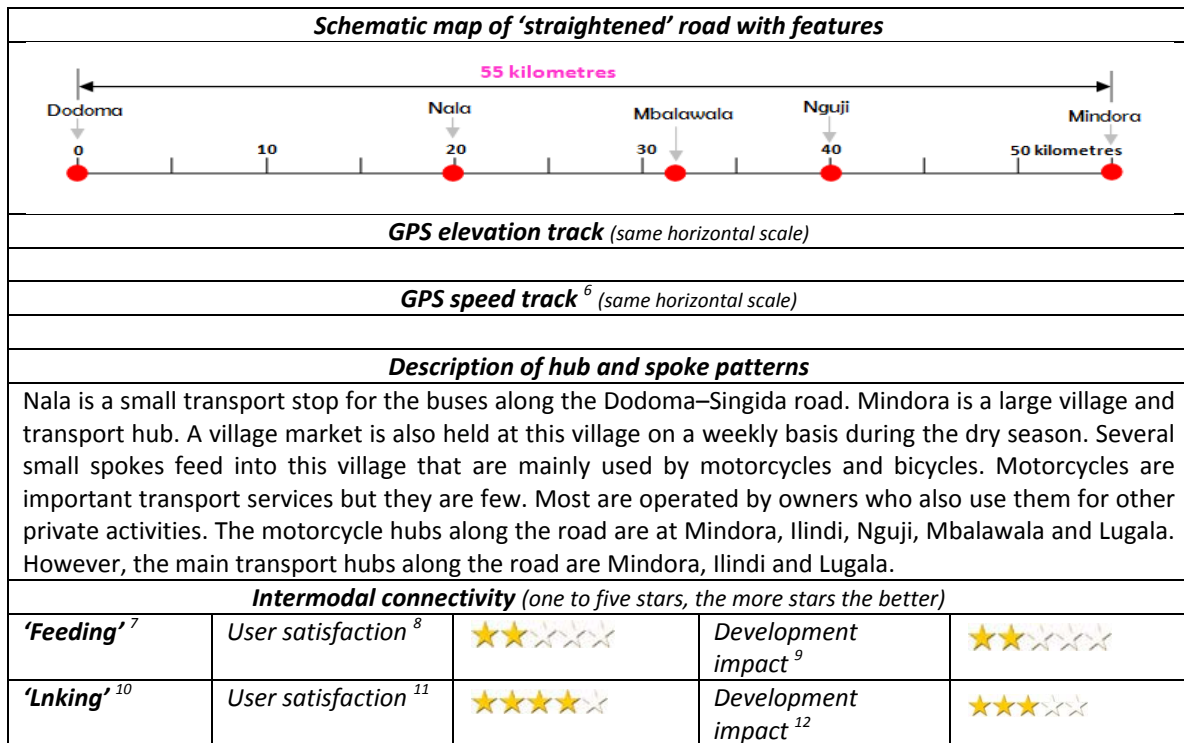 Schematic map of ‘straightened’ road with features
55 kilometres
Dodoma
Nala
Mbalawala
Nguji
Mindora
0
10
20
30
40
50 kilometres
GPS elevation track (same horizontal scale)
GPS speed track 6 (same horizontal scale)
Description of hub and spoke patterns
Nala is a small transport stop for the buses along the Dodoma–Singida road. Mindora is a large village and
transport hub. A village market is also held at this village on a weekly basis during the dry season. Several
small spokes feed into this village that are mainly used by motorcycles and bicycles. Motorcycles are
important transport services but they are few. Most are operated by owners who also use them for other
private activities. The motorcycle hubs along the road are at Mindora, Ilindi, Nguji, Mbalawala and Lugala.
However, the main transport hubs along the road are Mindora, Ilindi and Lugala.
Intermodal connectivity (one to five stars, the more stars the better)
‘Feeding’ 7
User satisfaction 8
Development
impact 9
‘Lnking’ 10
User satisfaction 11
Development
impact 12